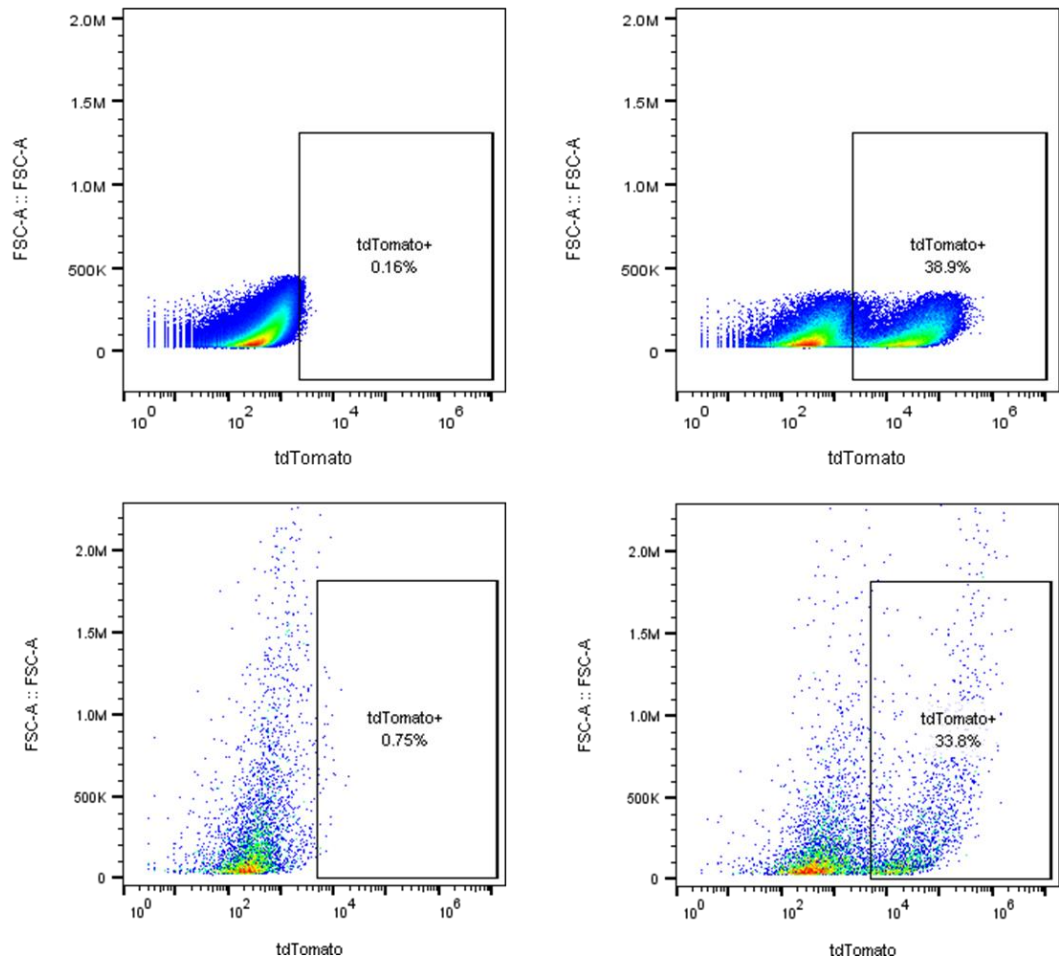 2.0M
1.5M
1.0M
500K
0
FSC-A :: FSC-A
tdTomato+
0.16%
10^0
10^2
10^4
10^6
tdTomato
2.0M
1.5M
1.0M
500K
0
FSC-A :: FSC-A
tdTomato+
38.9%
10^0
10^2
10^4
10^6
tdTomato
2.0M
1.5M
1.0M
500K
0
FSC-A :: FSC-A
tdTomato+
0.75%
10^0
10^2
10^4
10^6
tdTomato
2.0M
1.5M
1.0M
500K
0
FSC-A :: FSC-A
tdTomato+
33.8%
10^0
10^2
10^4
10^6
tdTomato